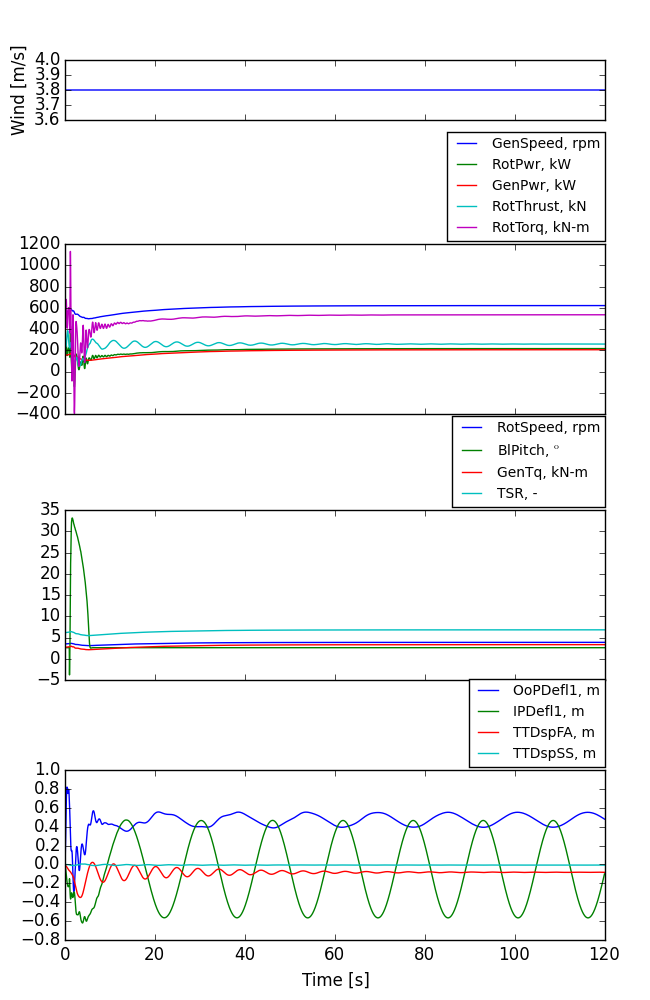 Wind [m/s]
4.0
3.9
3.8
3.7
3.6
GenSpeed, rpm
RotPwr, kW
GenPwr, kW
RotThrust, kN
RotTorq, kN-m
1200
1000
800
600
400
200
0
−200
−400
RotSpeed, rpm
BlPitch, °
GenTq, kN-m
TSR, -
35
30
25
20
15
10
5
0
−5
OoPDefl1, m
IPDefl1, m
TTDspFA, m
TTDspSS, m
1.0
0.8
0.6
0.4
0.2
0.0
−0.2
−0.4
−0.6
−0.8
0 20 40 60 80 100 120
Time [s]